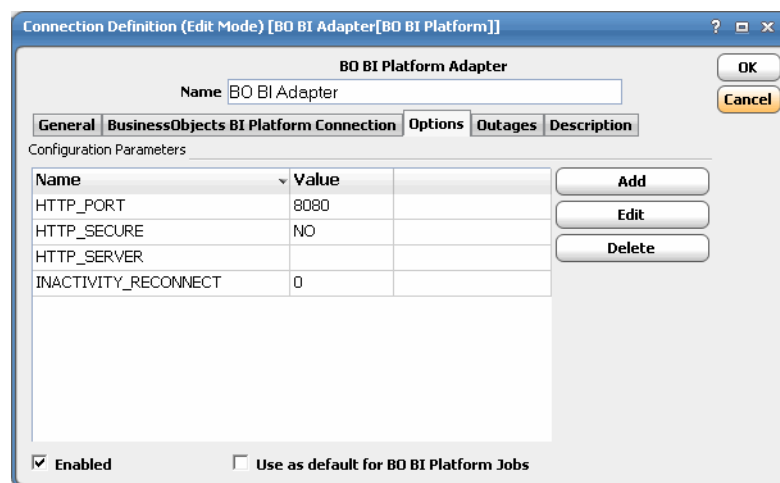 Connection Definition (Edit Mode) [BO BI Adapter[BO BI Platform]] ?
BO BI Platform Adapter
OK
Name BO BI Adapter
Cancel
General BusinessObjects BI Platform Connection Options Outages Description
Configuration Parameters
Name Value
Add
HTTP_PORT 8080
Edit
HTTP_SECURE NO
Delete
HTTP_SERVER
INACTIVITY_RECONNECT 0
Enabled Use as default for BO BI Platform Jobs